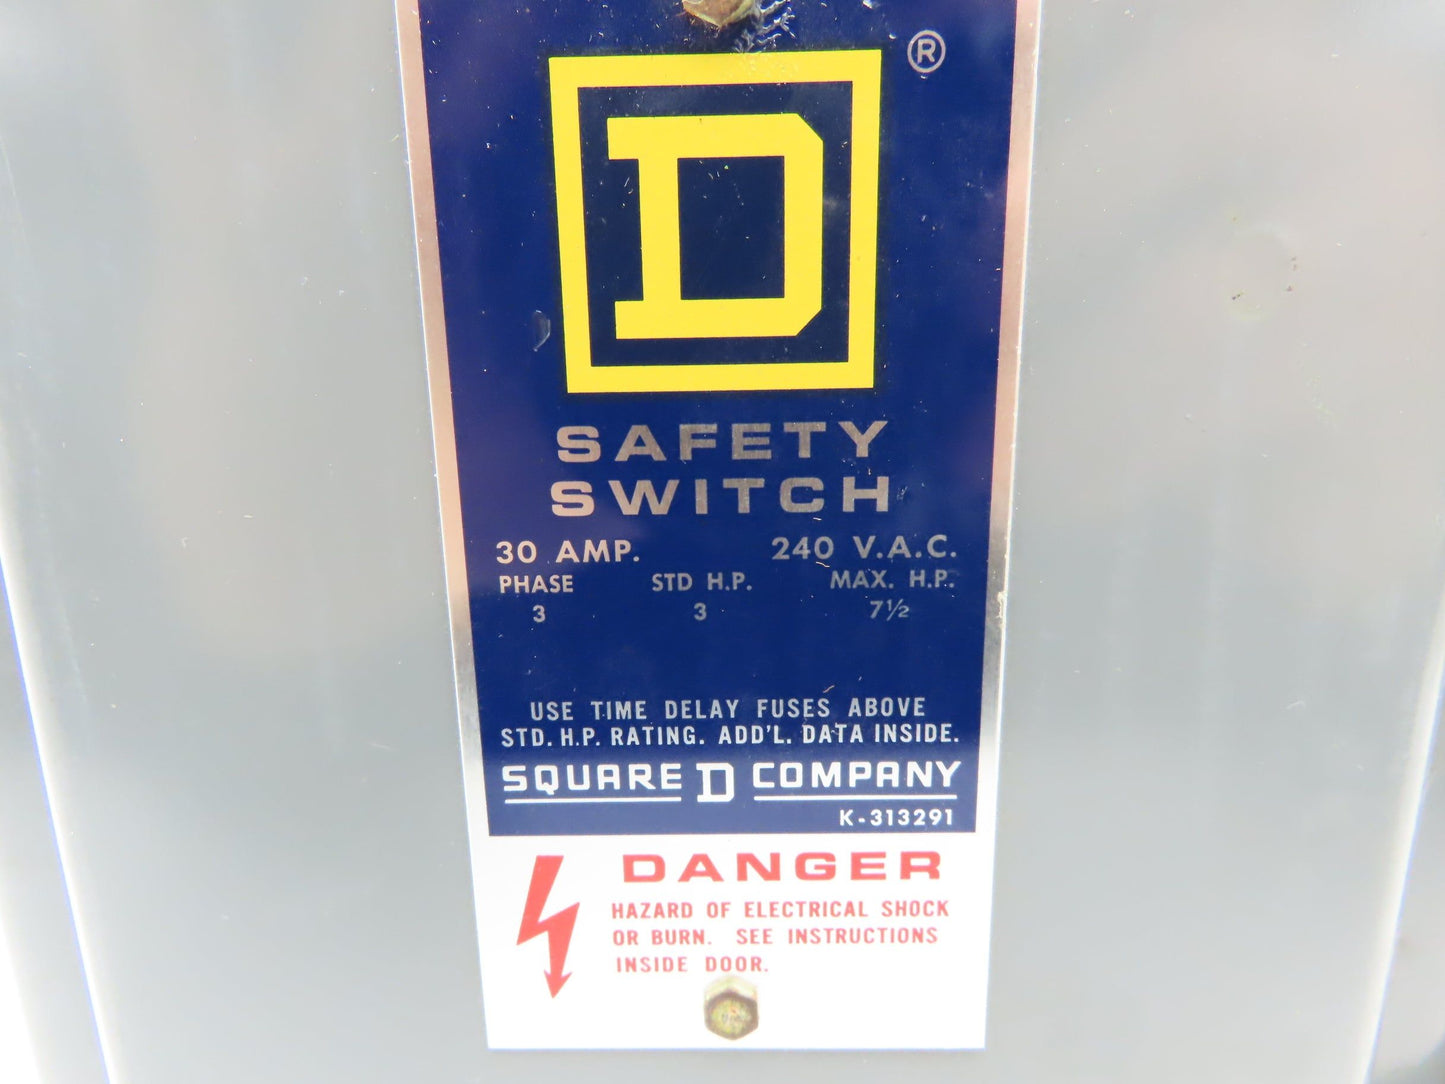 ®
D
SAFETY
SWITCH
30 AMP. 240 V.A.C.
PHASE STD H.P. MAX. H.P.
3 3 7½
USE TIME DELAY FUSES ABOVE
STD. H.P. RATING. ADD'L. DATA INSIDE.
SQUARE D COMPANY
K-313291
DANGER
HAZARD OF ELECTRICAL SHOCK
OR BURN. SEE INSTRUCTIONS
INSIDE DOOR.